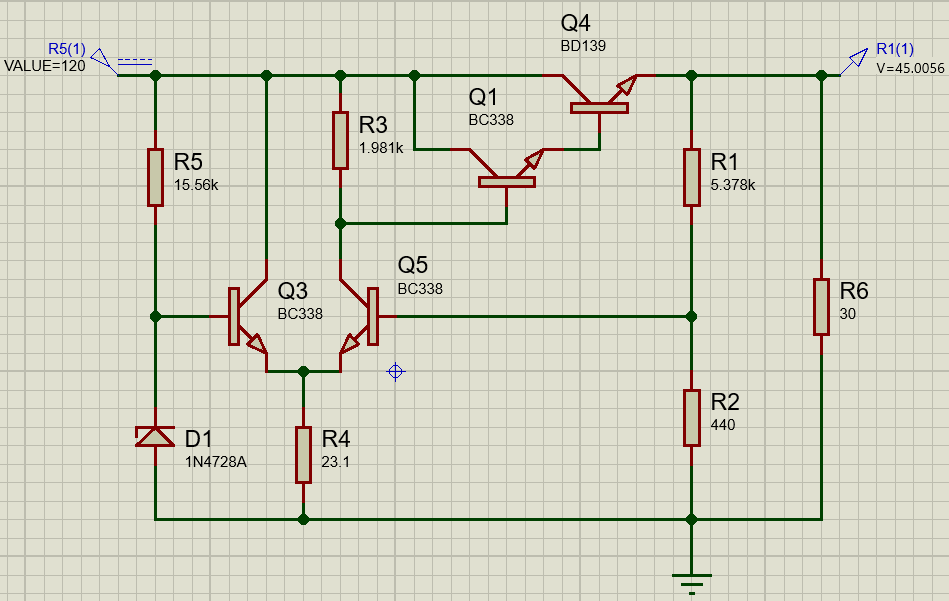 Q4
BD139
R5(1)
VALUE=120
R1(1)
V=45.0056
Q1
BC338
R3
1.981k
R5
15.56k
R1
5.378k
Q5
BC338
Q3
BC338
R6
30
R2
440
D1
1N4728A
R4
23.1